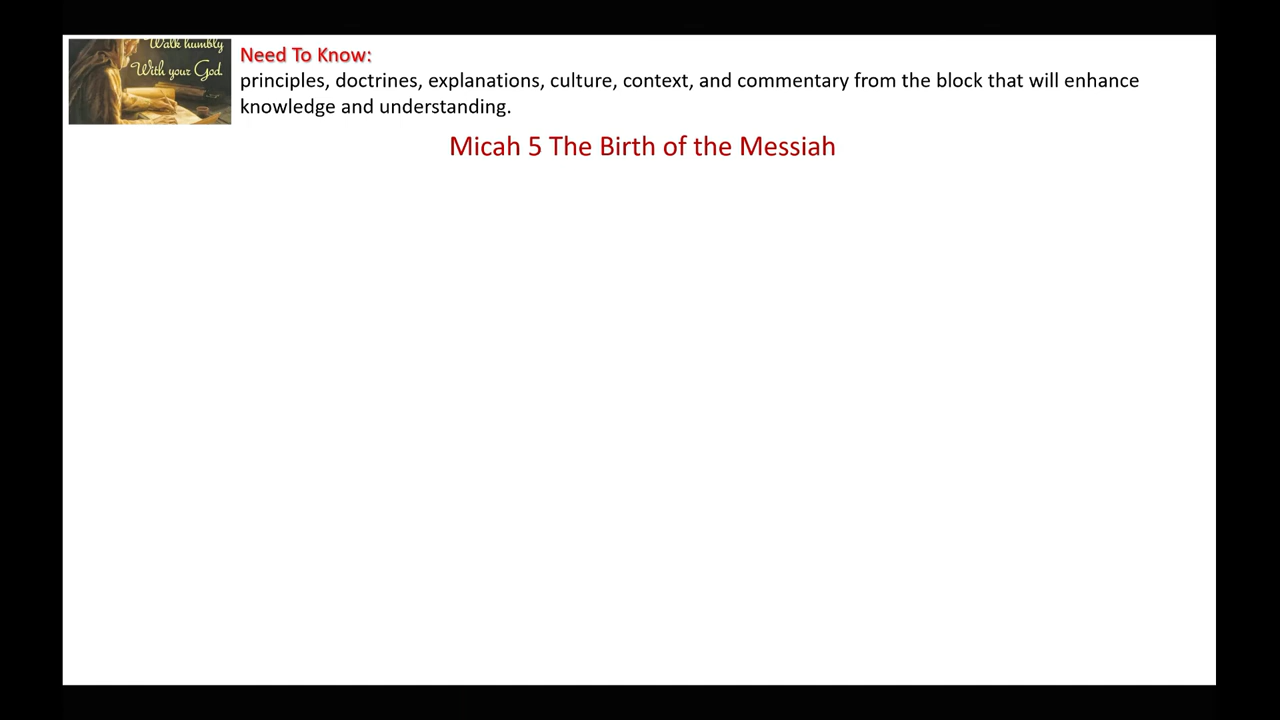 Walk humbly
With your God.
Need To Know:
principles, doctrines, explanations, culture, context, and commentary from the block that will enhance
knowledge and understanding.
Micah 5 The Birth of the Messiah